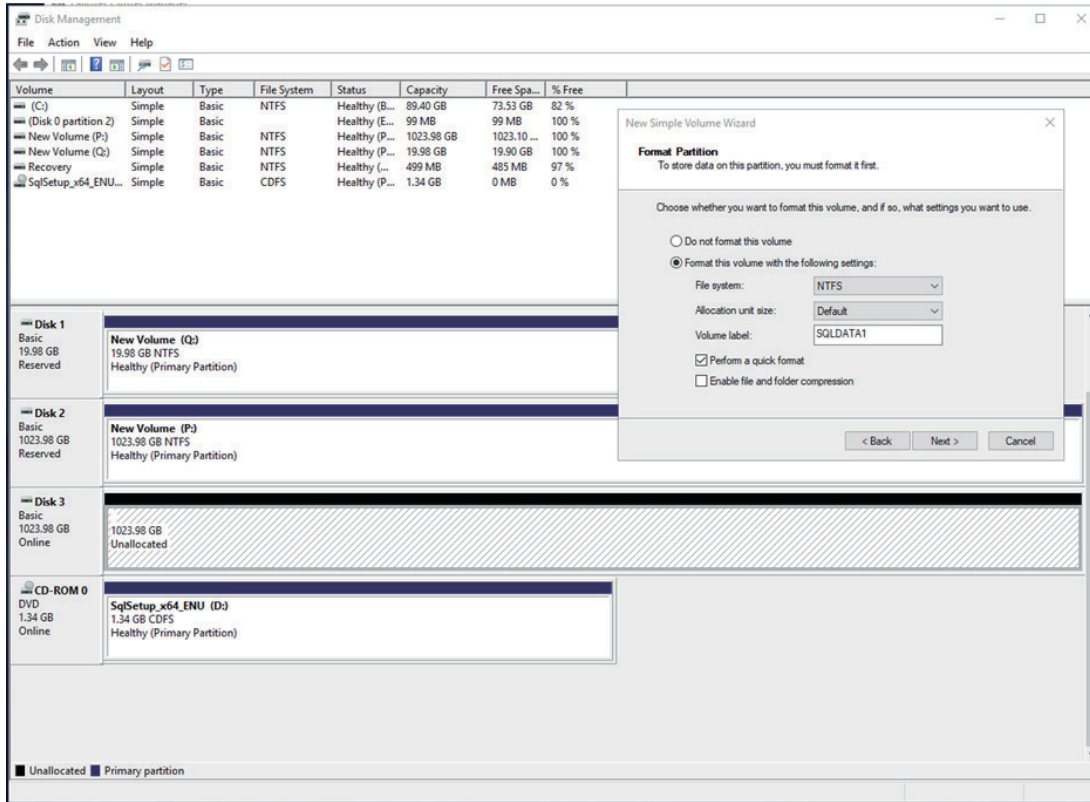 Disk Management
File Action View Help
Volume Layout Type File System Status Capacity Free Spa... % Free
(C:) Simple Basic NTFS Healthy (B... 89.40 GB 73.53 GB 82 %
(Disk 0 partition 2) Simple Basic Healthy (E... 99 MB 99 MB 100 %
New Volume (P:) Simple Basic NTFS Healthy (P... 1023.98 GB 1023.10 ... 100 %
New Volume (Q:) Simple Basic NTFS Healthy (P... 19.98 GB 19.90 GB 100 %
Recovery Simple Basic NTFS Healthy (... 499 MB 485 MB 97 %
SqlSetup_x64_ENU... Simple Basic CDFS Healthy (P... 1.34 GB 0 MB 0 %
New Simple Volume Wizard
Format Partition
To store data on this partition, you must format it first.
Choose whether you want to format this volume, and if so, what settings you want to use.
Do not format this volume
Format this volume with the following settings:
File system: NTFS
Allocation unit size: Default
Volume label: SQLDATA1
Perform a quick format
Enable file and folder compression
< Back Next > Cancel
Disk 1
Basic
19.98 GB
Reserved
New Volume (Q:)
19.98 GB NTFS
Healthy (Primary Partition)
Disk 2
Basic
1023.98 GB
Reserved
New Volume (P:)
1023.98 GB NTFS
Healthy (Primary Partition)
Disk 3
Basic
1023.98 GB
Online
1023.98 GB
Unallocated
CD-ROM 0
DVD
1.34 GB
Online
SqlSetup_x64_ENU (D:)
1.34 GB CDFS
Healthy (Primary Partition)
Unallocated Primary partition